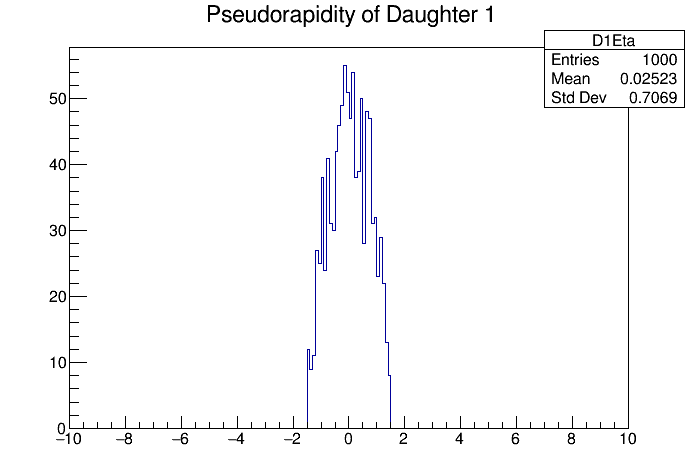 Pseudorapidity of Daughter 1
D1Eta
Entries 1000
Mean 0.02523
Std Dev 0.7069
50
40
30
20
10
0
−10 −8 −6 −4 −2 0 2 4 6 8 10